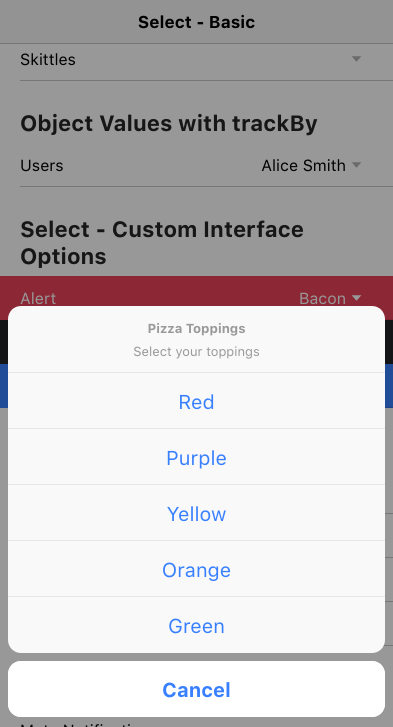 Select - Basic
Skittles
Object Values with trackBy
Users Alice Smith
Select - Custom Interface
Options
Alert Bacon
Pizza Toppings
Select your toppings
Red
Purple
Yellow
Orange
Green
Cancel